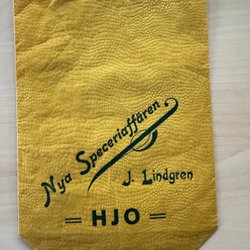 Nya Speceriaffären
J. Lindgren
= HJO =